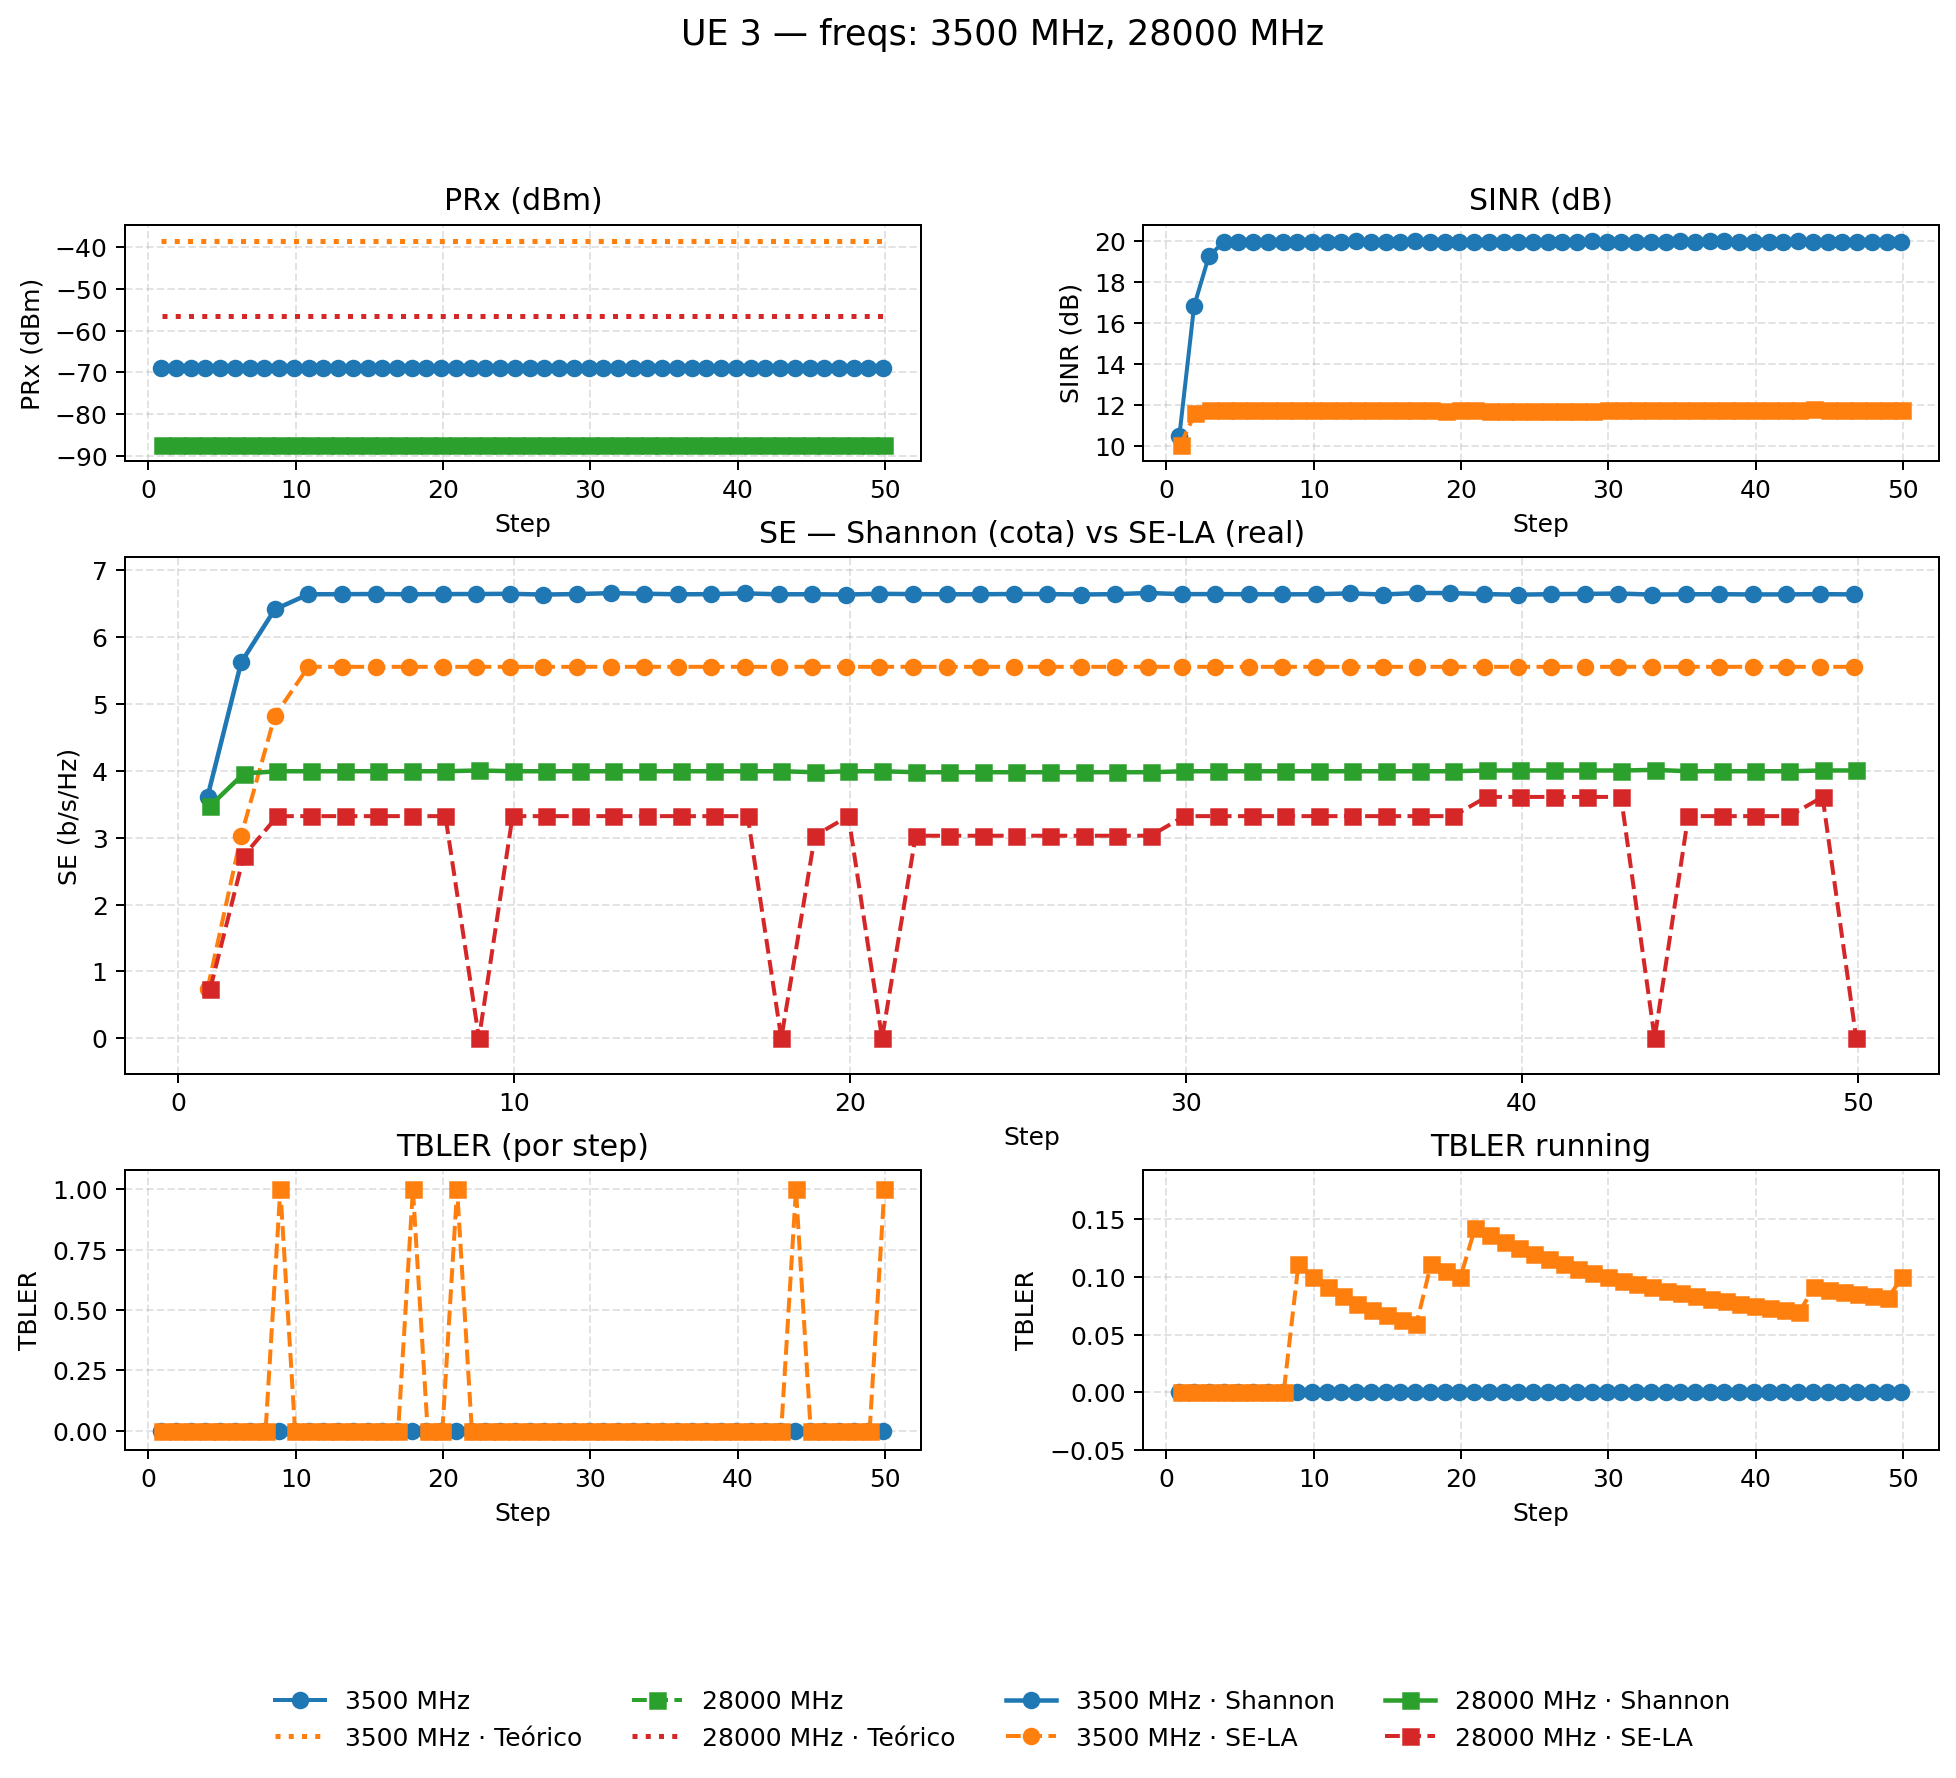 UE 3 — freqs: 3500 MHz, 28000 MHz
PRx (dBm)
PRx (dBm)
−40
−50
−60
−70
−80
−90
0 10 20 30 40 50
Step
SINR (dB)
SINR (dB)
20
18
16
14
12
10
0 10 20 30 40 50
Step
SE — Shannon (cota) vs SE-LA (real)
SE (b/s/Hz)
7
6
5
4
3
2
1
0
0 10 20 30 40 50
Step
TBLER (por step)
TBLER
1.00
0.75
0.50
0.25
0.00
0 10 20 30 40 50
Step
TBLER running
TBLER
0.15
0.10
0.05
0.00
−0.05
0 10 20 30 40 50
Step
3500 MHz
3500 MHz · Teórico
28000 MHz
28000 MHz · Teórico
3500 MHz · Shannon
3500 MHz · SE-LA
28000 MHz · Shannon
28000 MHz · SE-LA